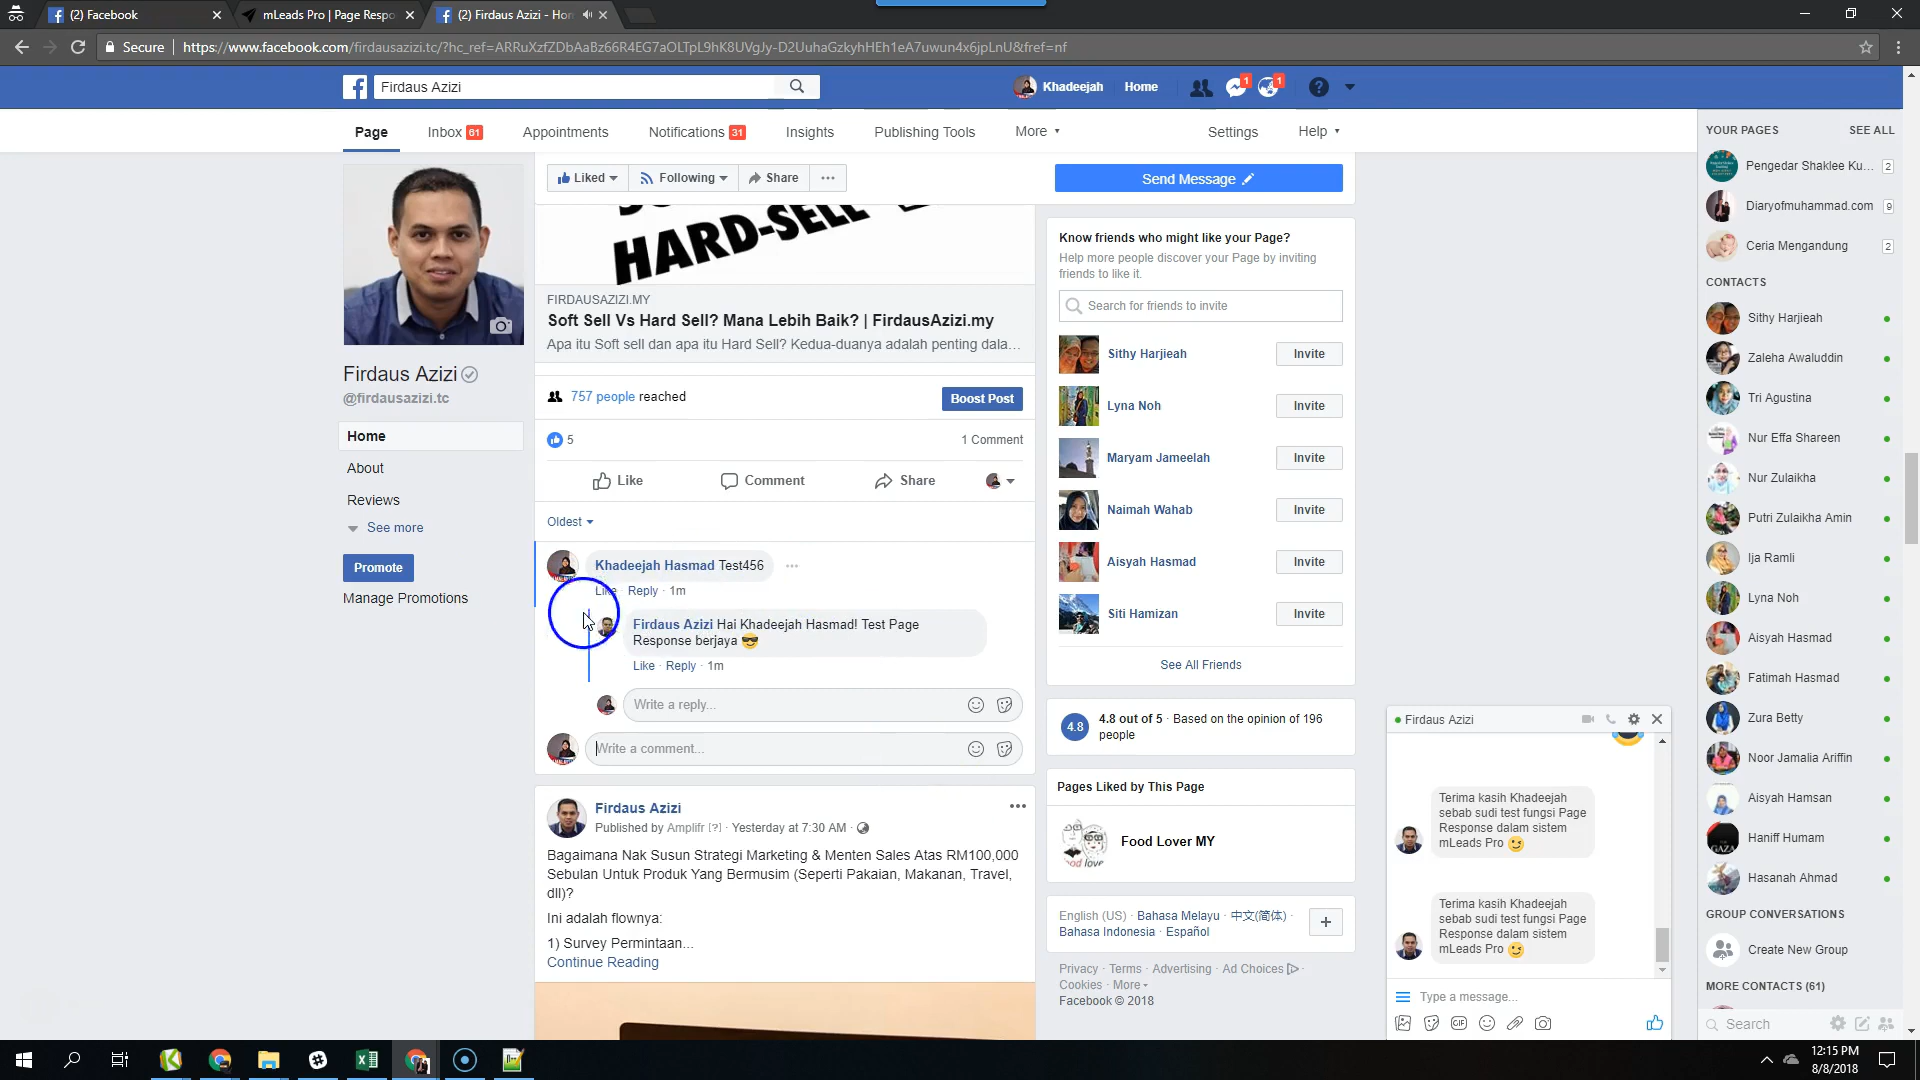 (2) Facebook
mLeads Pro | Page Respo
(2) Firdaus Azizi - Hom
Secure
https://www.facebook.com/firdausazizi.tc/?hc_ref=ARRuXzfZDbAaBz66R4EG7aOLTpL9hK8UVgJy-D2UuhaGzkyhHEh1eA7uwun4x6jpLnU&fref=nf
Firdaus Azizi
Khadeejah
Home
1
1
Page
Inbox 61
Appointments
Notifications 31
Insights
Publishing Tools
More
Settings
Help
Firdaus Azizi
@firdausazizi.tc
Home
About
Reviews
See more
Promote
Manage Promotions
Liked
Following
Share
Send Message
HARD-SELL
FIRDAUSAZIZI.MY
Soft Sell Vs Hard Sell? Mana Lebih Baik? | FirdausAzizi.my
Apa itu Soft sell dan apa itu Hard Sell? Kedua-duanya adalah penting dala...
757 people reached
Boost Post
5
1 Comment
Like
Comment
Share
Oldest
Khadeejah Hasmad Test456
Like · Reply · 1m
Firdaus Azizi Hai Khadeejah Hasmad! Test Page
Response berjaya 😎
Like · Reply · 1m
Write a reply...
Write a comment...
Firdaus Azizi
Published by Amplifr [?] · Yesterday at 7:30 AM ·
Bagaimana Nak Susun Strategi Marketing & Menten Sales Atas RM100,000
Sebulan Untuk Produk Yang Bermusim (Seperti Pakaian, Makanan, Travel,
dll)?
Ini adalah flownya:
1) Survey Permintaan...
Continue Reading
Know friends who might like your Page?
Help more people discover your Page by inviting
friends to like it.
Search for friends to invite
Sithy Harjieah
Invite
Lyna Noh
Invite
Maryam Jameelah
Invite
Naimah Wahab
Invite
Aisyah Hasmad
Invite
Siti Hamizan
Invite
See All Friends
4.8
4.8 out of 5 · Based on the opinion of 196
people
Pages Liked by This Page
Food Lover MY
English (US) · Bahasa Melayu · 中文(简体) ·
Bahasa Indonesia · Español
Privacy · Terms · Advertising · Ad Choices ·
Cookies · More
Facebook © 2018
Firdaus Azizi
Terima kasih Khadeejah
sebab sudi test fungsi Page
Response dalam sistem
mLeads Pro 😉
Terima kasih Khadeejah
sebab sudi test fungsi Page
Response dalam sistem
mLeads Pro 😉
Type a message...
GIF
YOUR PAGES
SEE ALL
Pengedar Shaklee Ku... 2
Diaryofmuhammad.com 9
Ceria Mengandung 2
CONTACTS
Sithy Harjieah
Zaleha Awaluddin
Tri Agustina
Nur Effa Shareen
Nur Zulaikha
Putri Zulaikha Amin
Ija Ramli
Lyna Noh
Aisyah Hasmad
Fatimah Hasmad
Zura Betty
Noor Jamalia Ariffin
Aisyah Hamsan
Haniff Humam
Hasanah Ahmad
GROUP CONVERSATIONS
Create New Group
MORE CONTACTS (61)
Search
12:15 PM
8/8/2018